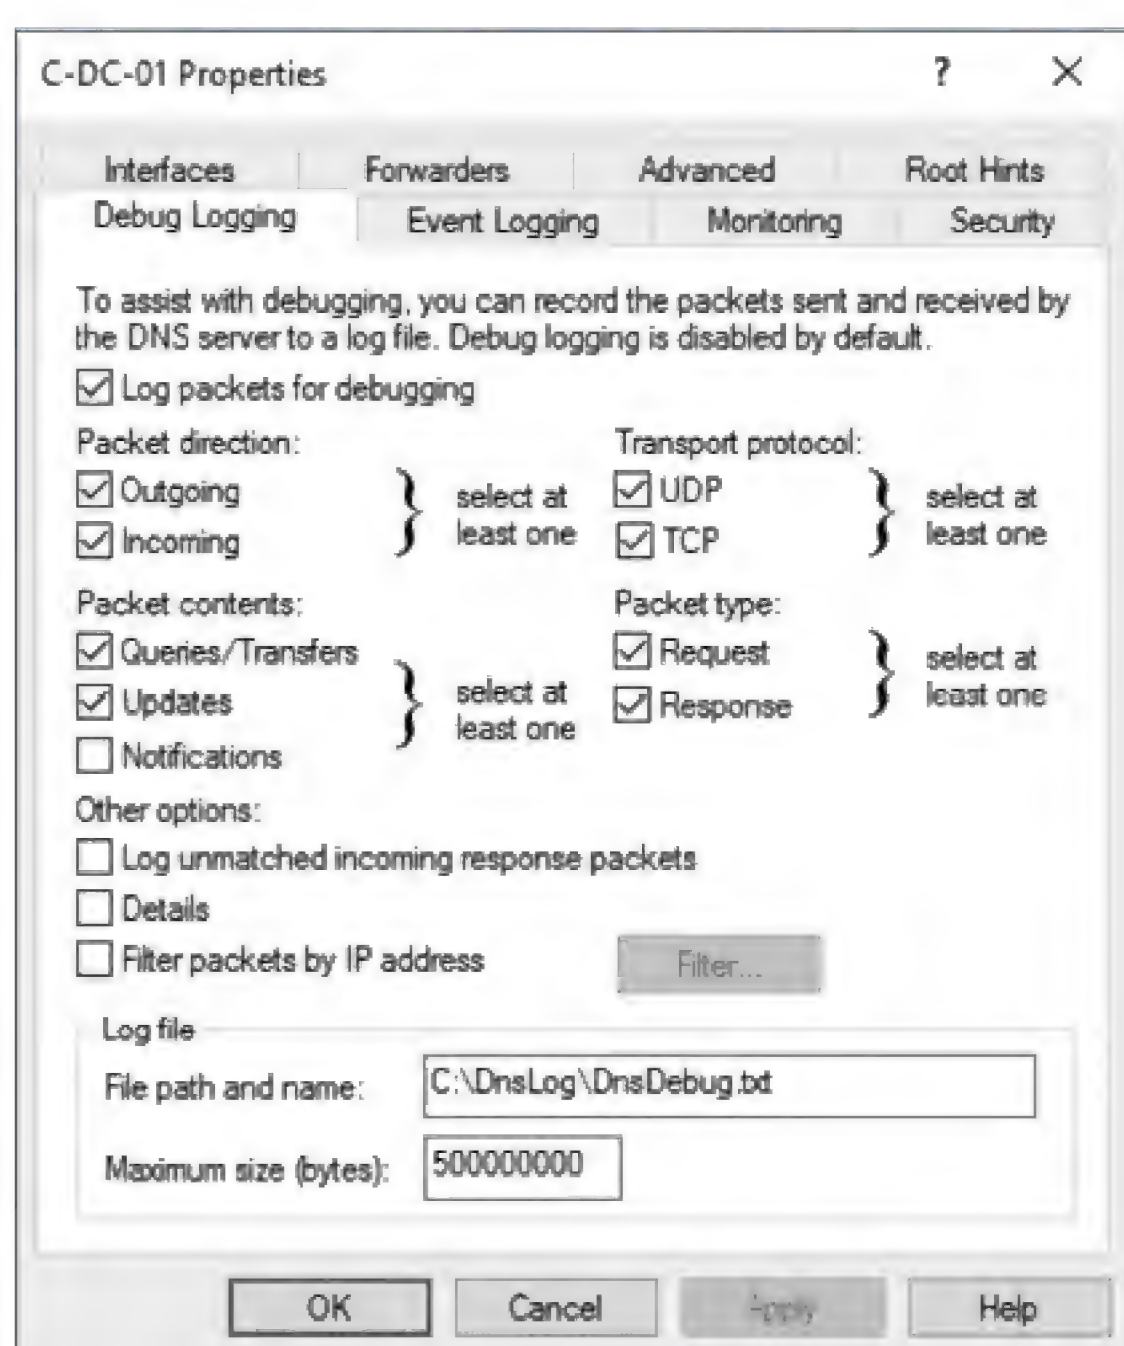 C-DC-01 Properties ? ×
Interfaces Forwarders Advanced Root Hints
Debug Logging Event Logging Monitoring Security
To assist with debugging, you can record the packets sent and received by
the DNS server to a log file. Debug logging is disabled by default.
Log packets for debugging
Packet direction: Transport protocol:
Outgoing select at UDP select at
Incoming least one TCP least one
Packet contents: Packet type:
Queries/Transfers Request select at
Updates select at Response least one
Notifications least one
Other options:
Log unmatched incoming response packets
Details
Filter packets by IP address Filter...
Log file
File path and name: C:\DnsLog\DnsDebug.txt
Maximum size (bytes): 500000000
OK Cancel Apply Help